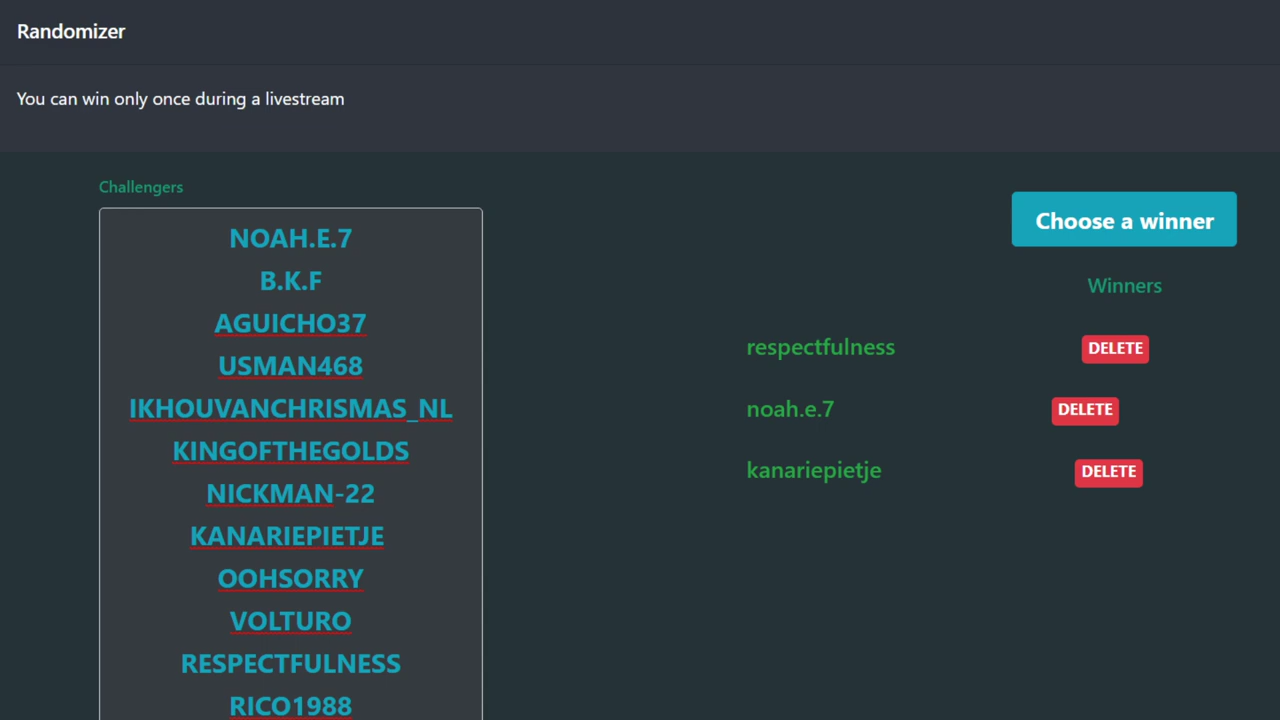 Randomizer
You can win only once during a livestream
Challengers
NOAH.E.7
B.K.F
AGUICHO37
USMAN468
IKHOUVANCHRISMAS_NL
KINGOFTHEGOLDS
NICKMAN-22
KANARIEPIETJE
OOHSORRY
VOLTURO
RESPECTFULNESS
RICO1988
Choose a winner
Winners
respectfulness DELETE
noah.e.7 DELETE
kanariepietje DELETE